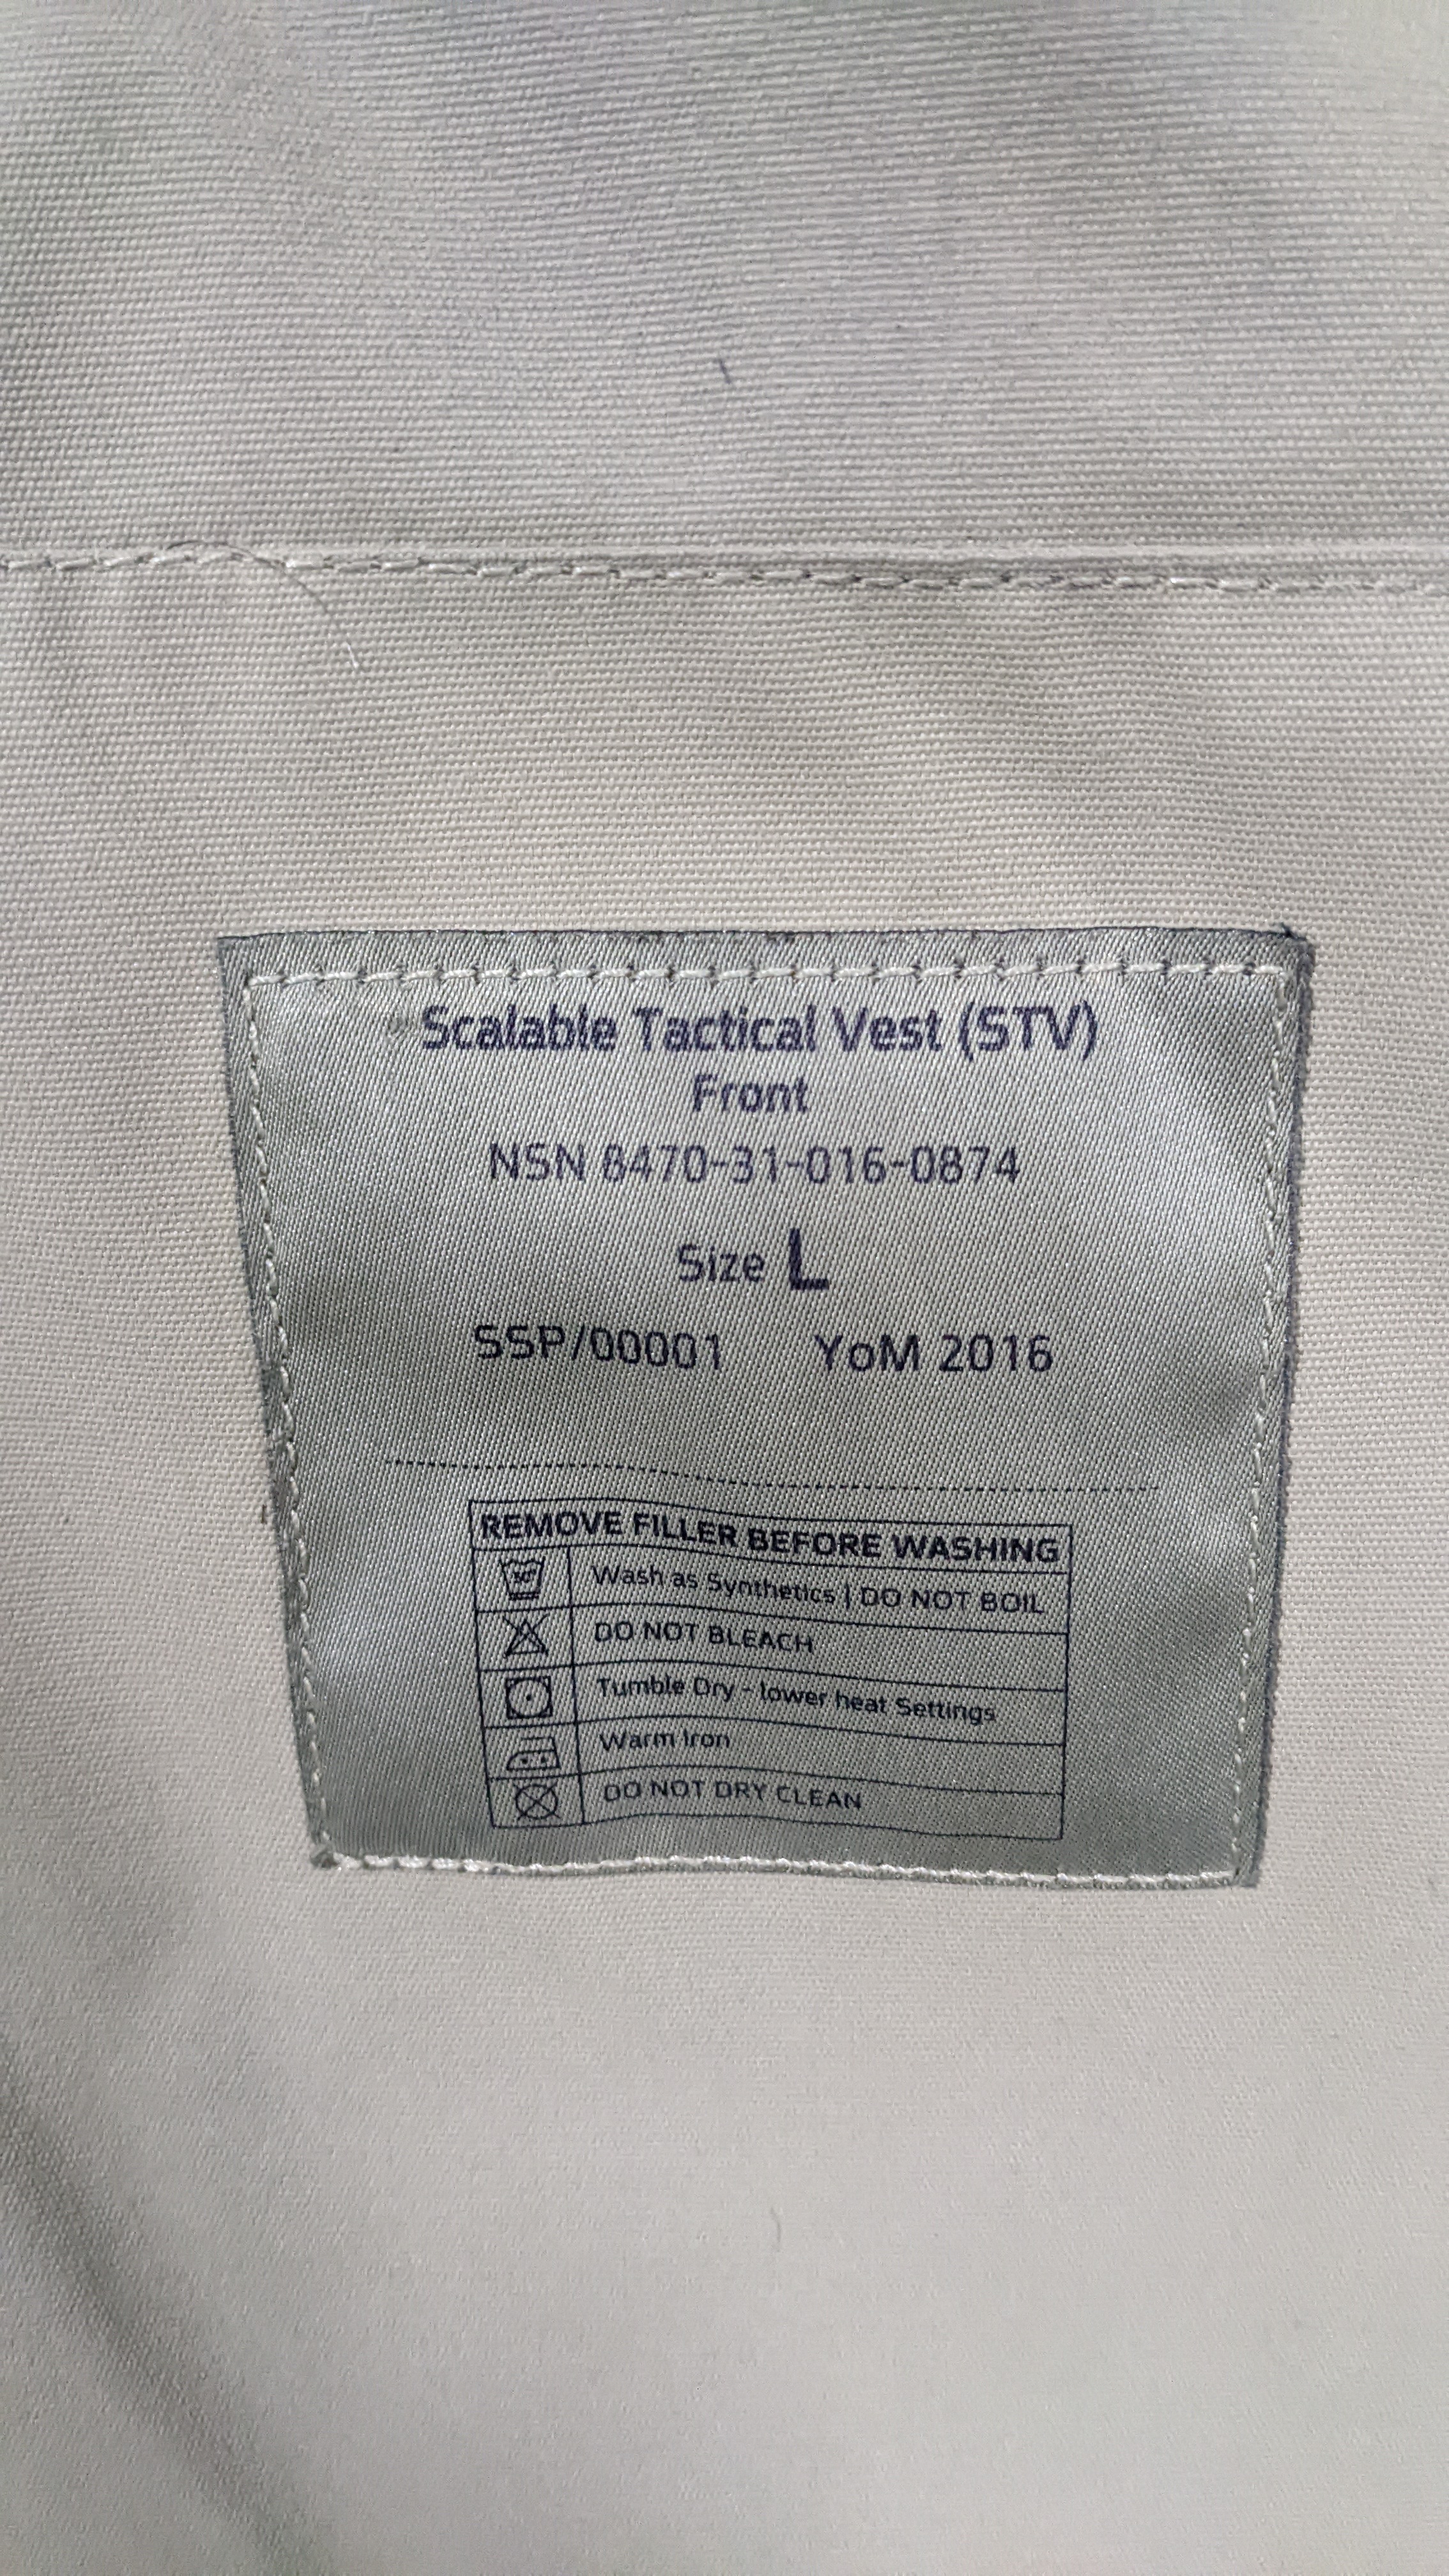 Scalable Tactical Vest (STV)
Front
NSN 8470-31-016-0874
Size L
SSP/00001 YoM 2016
REMOVE FILLER BEFORE WASHING
Wash as Synthetics | DO NOT BOIL
DO NOT BLEACH
Tumble Dry - lower heat Settings
Warm Iron
DO NOT DRY CLEAN